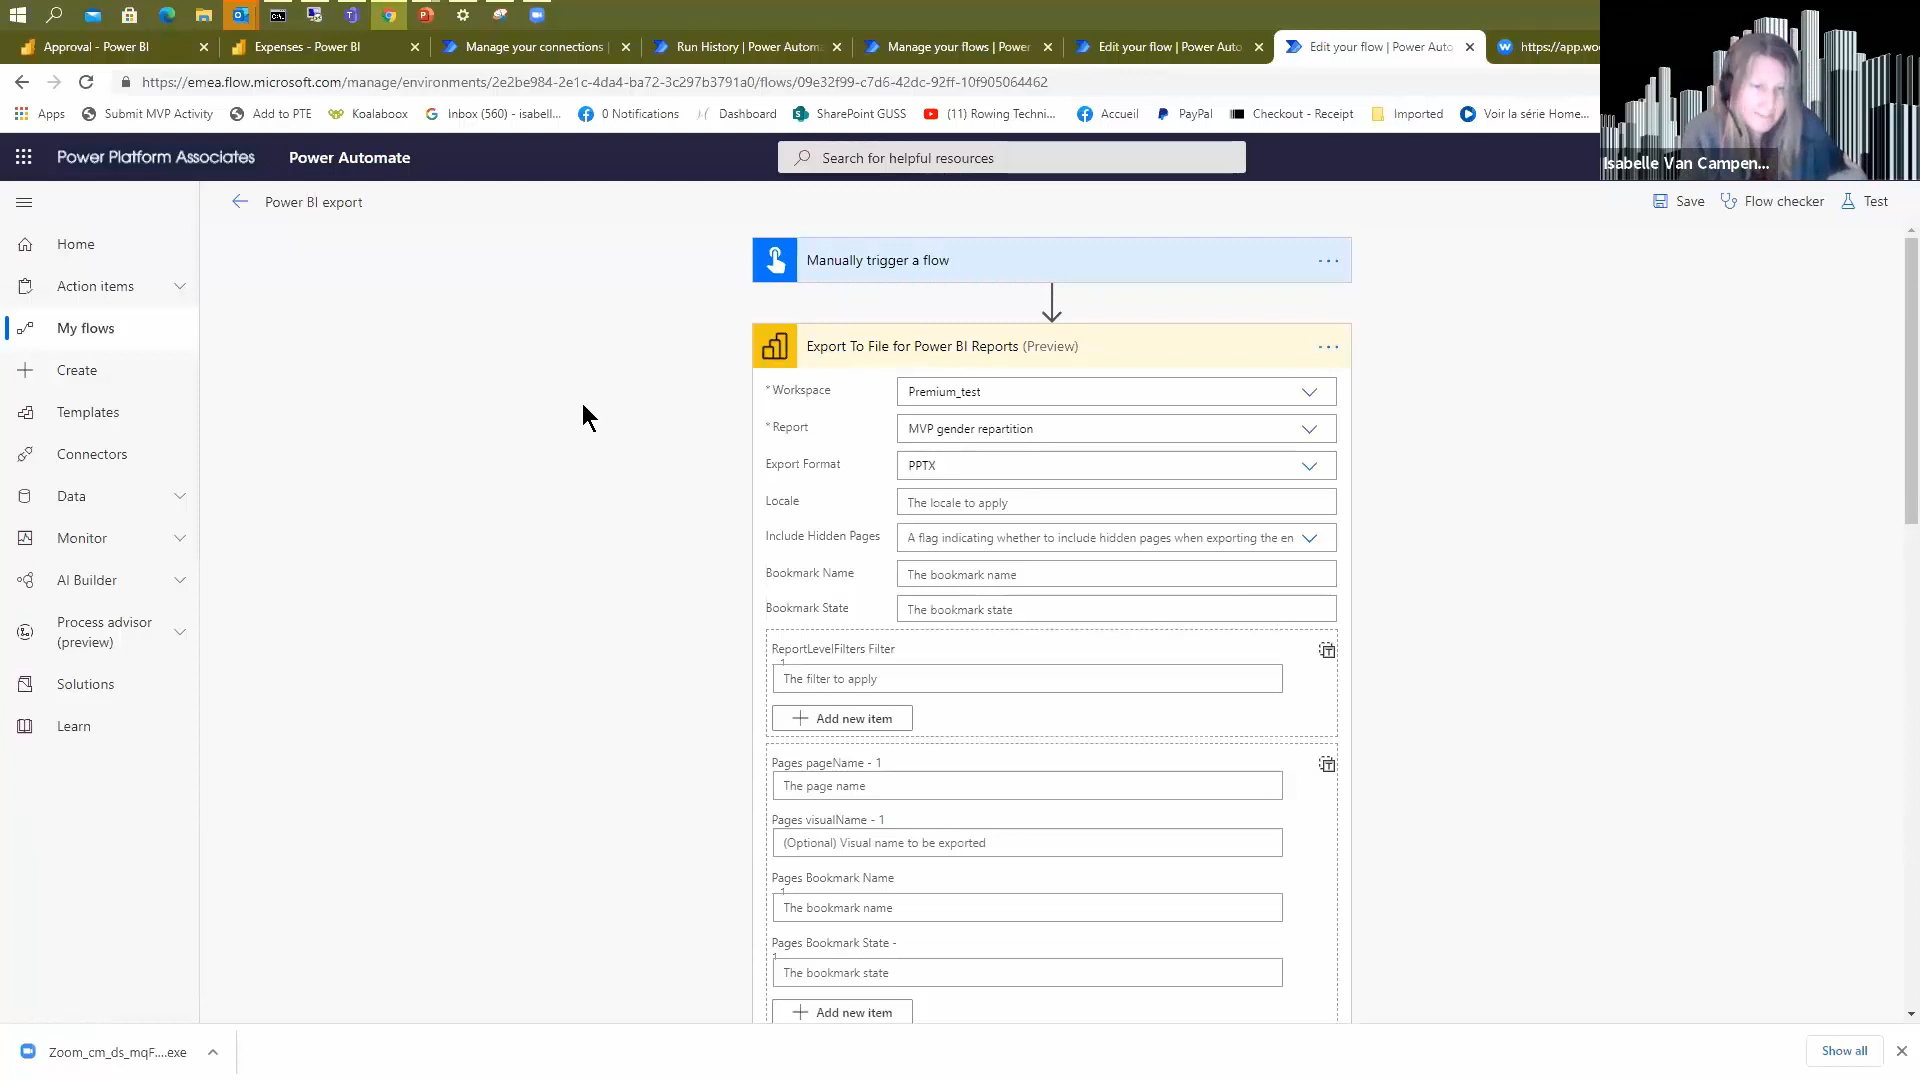 Approval - Power BI
Expenses - Power BI
Manage your connections |
Run History | Power Autom
Manage your flows | Power
Edit your flow | Power Auto
Edit your flow | Power Auto
https://app.wo
https://emea.flow.microsoft.com/manage/environments/2e2be984-2e1c-4da4-ba72-3c297b3791a0/flows/09e32f99-c7d6-42dc-92ff-10f905064462
Apps
Submit MVP Activity
Add to PTE
Koalaboox
Inbox (560) - isabell...
0 Notifications
Dashboard
SharePoint GUSS
(11) Rowing Techni...
Accueil
PayPal
Checkout - Receipt
Imported
Voir la série Home...
Isabelle Van Campen...
Power Platform Associates
Power Automate
Search for helpful resources
Power BI export
Save
Flow checker
Test
Home
Action items
My flows
Create
Templates
Connectors
Data
Monitor
AI Builder
Process advisor
(preview)
Solutions
Learn
Manually trigger a flow
Export To File for Power BI Reports (Preview)
* Workspace
Premium_test
* Report
MVP gender repartition
Export Format
PPTX
Locale
The locale to apply
Include Hidden Pages
A flag indicating whether to include hidden pages when exporting the en
Bookmark Name
The bookmark name
Bookmark State
The bookmark state
ReportLevelFilters Filter
1
The filter to apply
Add new item
Pages pageName - 1
The page name
Pages visualName - 1
(Optional) Visual name to be exported
Pages Bookmark Name
1
The bookmark name
Pages Bookmark State -
1
The bookmark state
Add new item
Zoom_cm_ds_mqF....exe
Show all